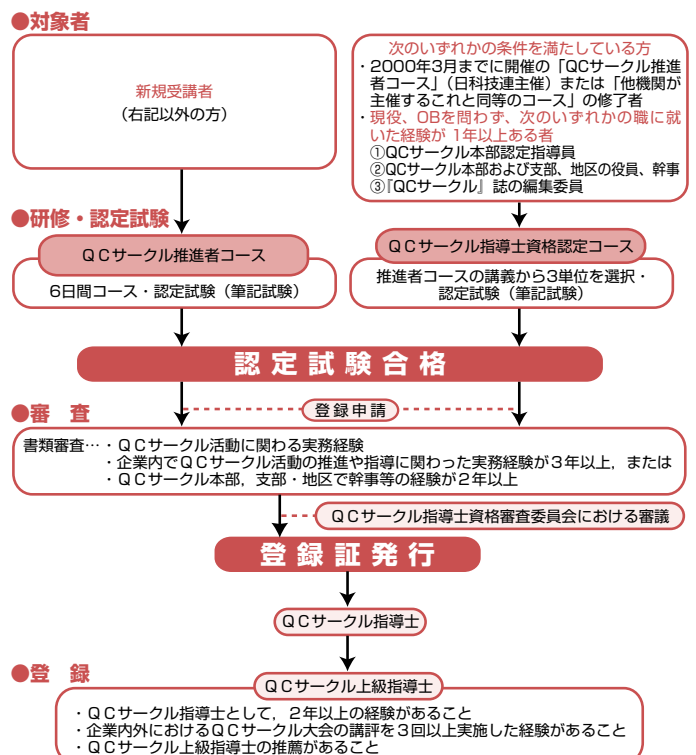 ●対象者
新規受講者
（右記以外の方）
次のいずれかの条件を満たしている方
・2000年3月までに開催の「QCサークル推進
者コース」（日科技連主催）または「他機関が
主催するこれと同等のコース」の修了者
・現役、OBを問わず、次のいずれかの職に就
いた経験が 1年以上ある者
①QCサークル本部認定指導員
②QCサークル本部および支部、地区の役員、幹事
③『QCサークル』誌の編集委員
●研修・認定試験
ＱＣサークル推進者コース
6日間コース・認定試験（筆記試験）
ＱＣサークル指導士資格認定コース
推進者コースの講義から3単位を選択・
認定試験（筆記試験）
認定試験合格
●審　査
登録申請
書類審査…・ＱＣサークル活動に関わる実務経験
・企業内でＱＣサークル活動の推進や指導に関わった実務経験が３年以上，または
・ＱＣサークル本部，支部・地区で幹事等の経験が２年以上
ＱＣサークル指導士資格審査委員会における審議
登録証発行
ＱＣサークル指導士
●登　録
ＱＣサークル上級指導士
・ＱＣサークル指導士として，２年以上の経験があること
・企業内外におけるＱＣサークル大会の講評を３回以上実施した経験があること
・ＱＣサークル上級指導士の推薦があること